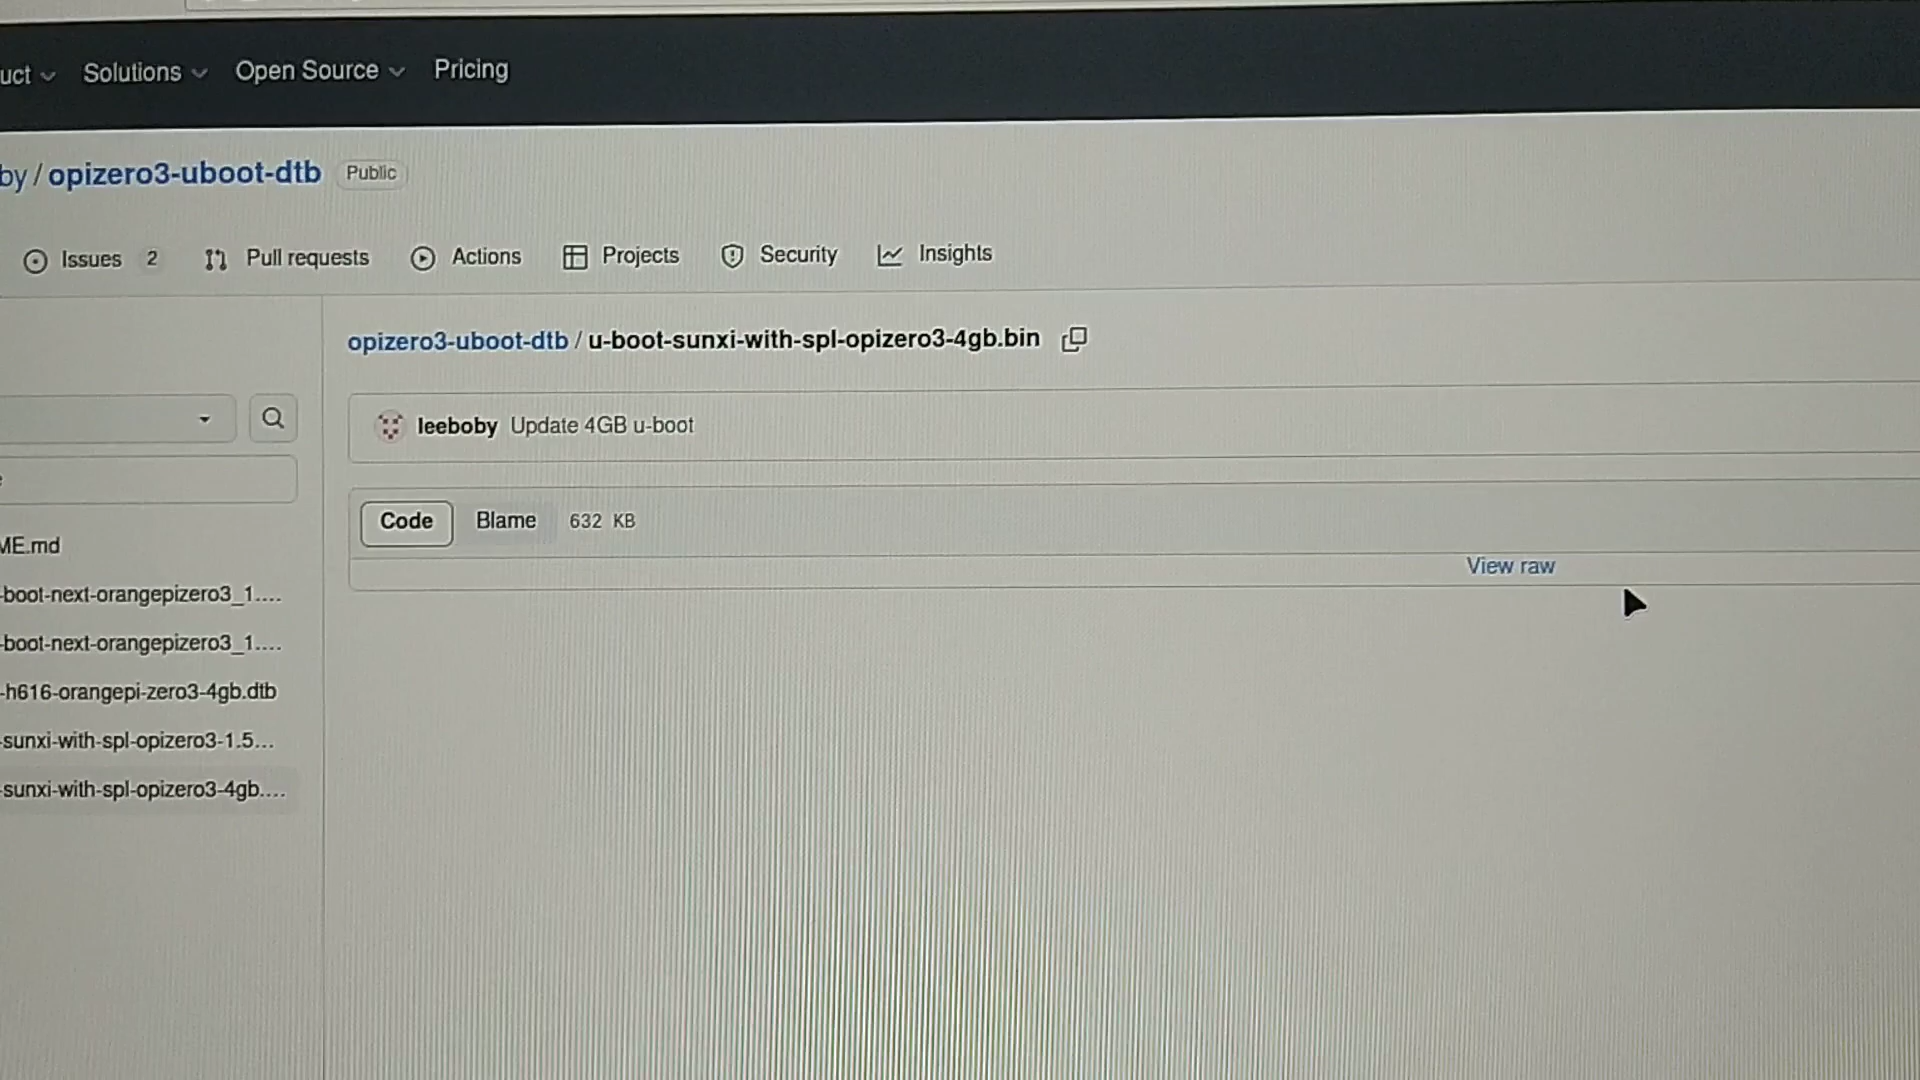 uct Solutions Open Source Pricing
by / opizero3-uboot-dtb Public
Issues 2 Pull requests Actions Projects Security Insights
opizero3-uboot-dtb / u-boot-sunxi-with-spl-opizero3-4gb.bin
leeboby Update 4GB u-boot
Code Blame 632 KB
View raw
ME.md
-boot-next-orangepizero3_1....
-boot-next-orangepizero3_1....
-h616-orangepi-zero3-4gb.dtb
-sunxi-with-spl-opizero3-1.5...
-sunxi-with-spl-opizero3-4gb....